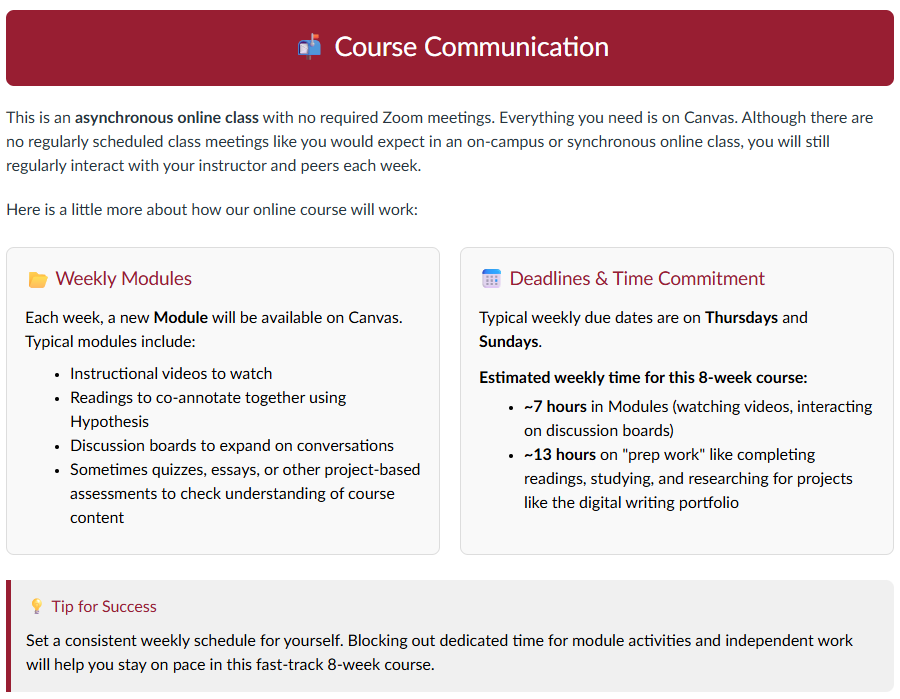 Course Communication
This is an asynchronous online class with no required Zoom meetings. Everything you need is on Canvas. Although there are
no regularly scheduled class meetings like you would expect in an on-campus or synchronous online class, you will still
regularly interact with your instructor and peers each week.
Here is a little more about how our online course will work:
Weekly Modules
Each week, a new Module will be available on Canvas.
Typical modules include:
• Instructional videos to watch
• Readings to co-annotate together using
Hypothesis
• Discussion boards to expand on conversations
• Sometimes quizzes, essays, or other project-based
assessments to check understanding of course
content
Deadlines & Time Commitment
Typical weekly due dates are on Thursdays and
Sundays.
Estimated weekly time for this 8-week course:
• ~7 hours in Modules (watching videos, interacting
on discussion boards)
• ~13 hours on "prep work" like completing
readings, studying, and researching for projects
like the digital writing portfolio
Tip for Success
Set a consistent weekly schedule for yourself. Blocking out dedicated time for module activities and independent work
will help you stay on pace in this fast-track 8-week course.